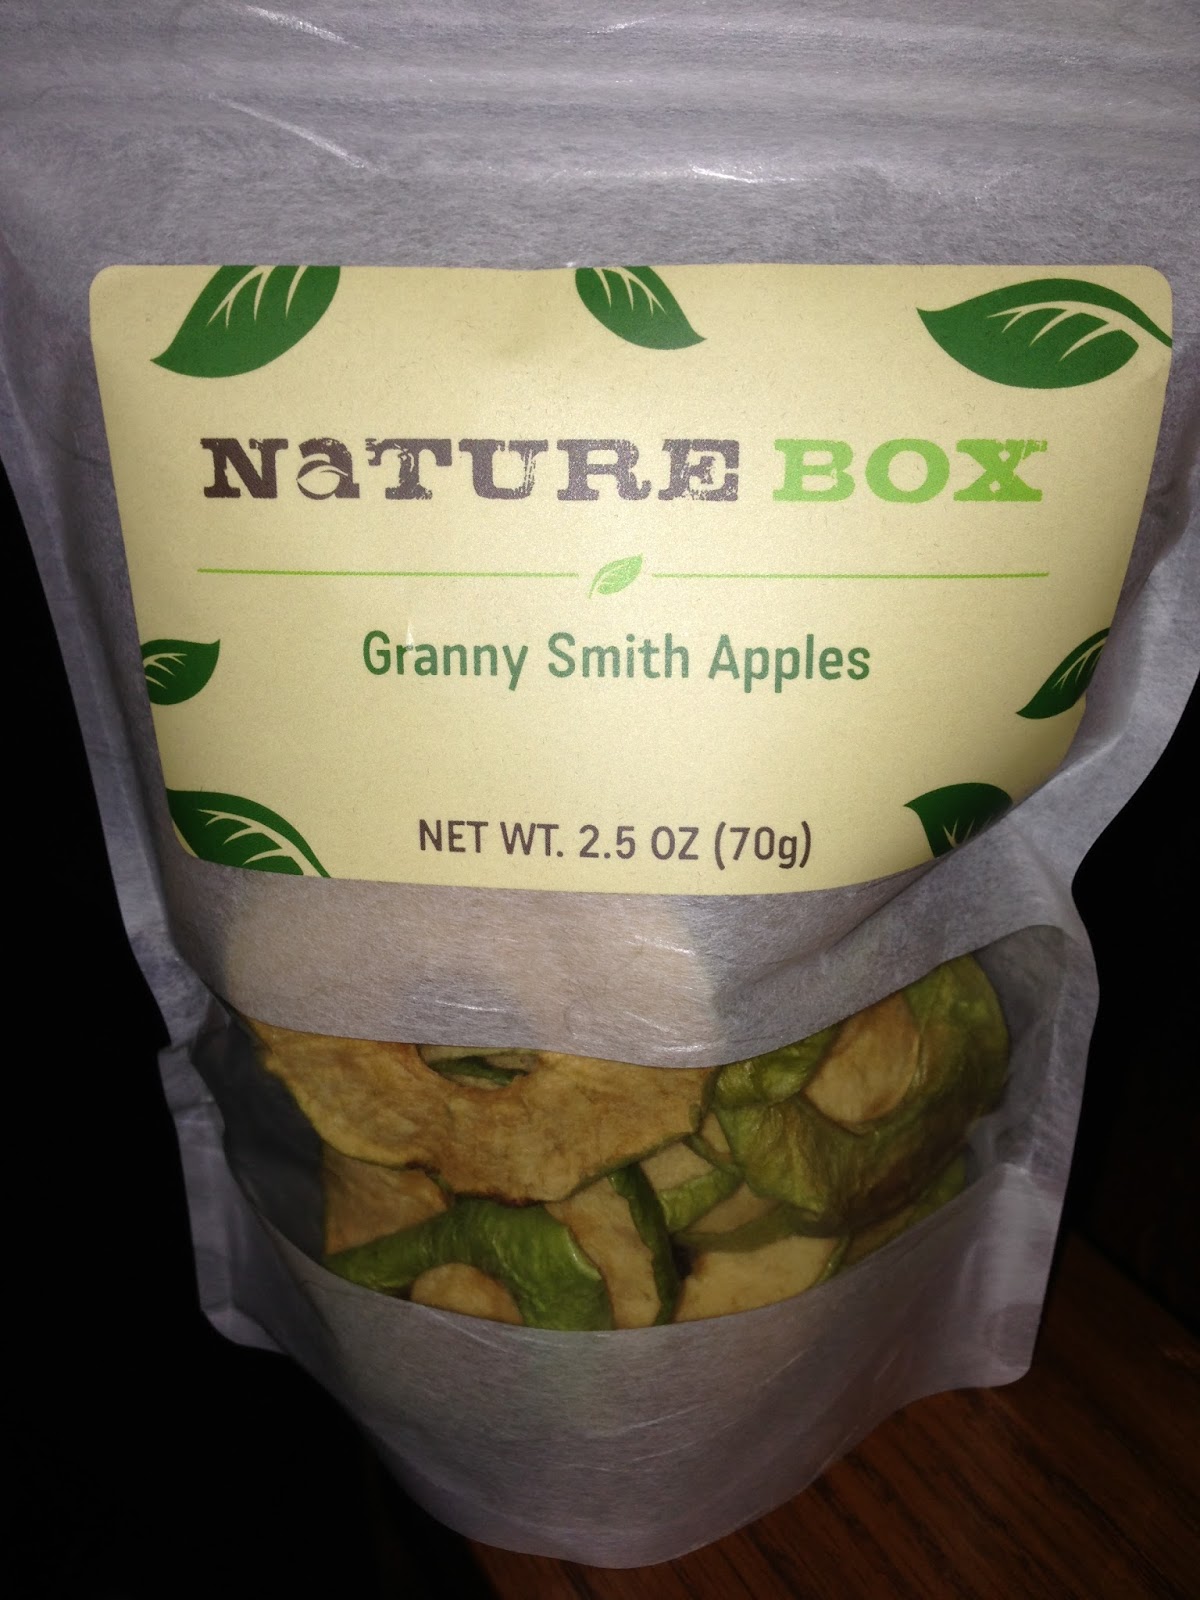 NaTURE BOX
Granny Smith Apples
NET WT. 2.5 OZ (70g)